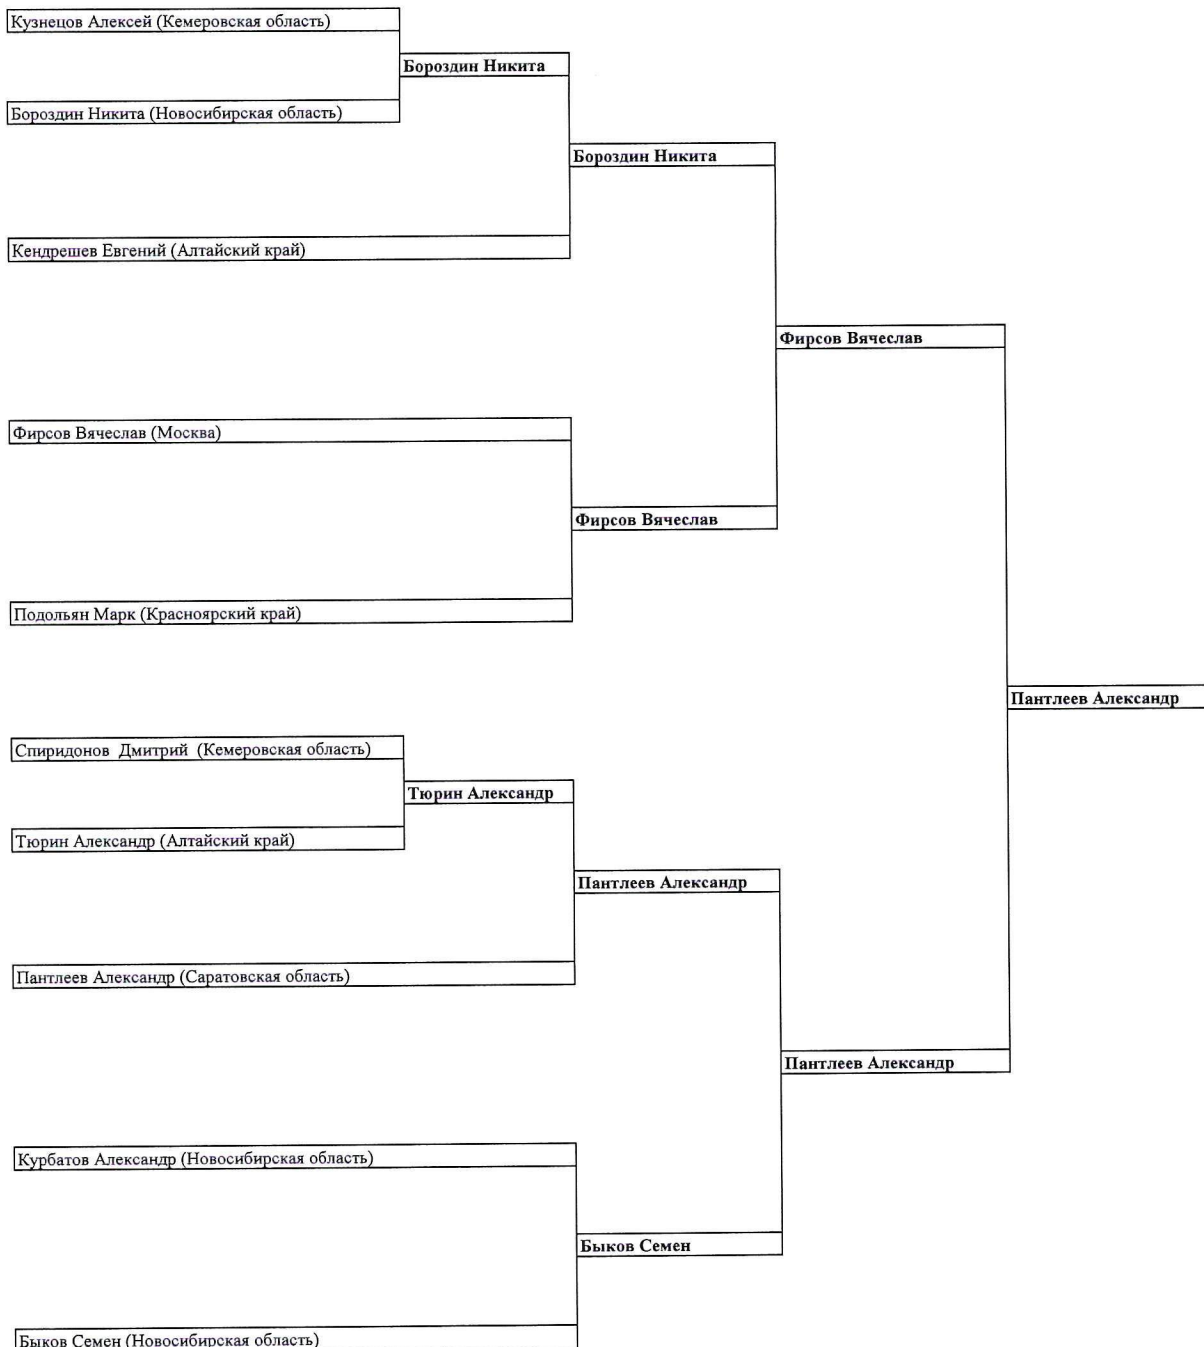 Кузнецов Алексей (Кемеровская область)
Бороздин Никита
Бороздин Никита (Новосибирская область)
Бороздин Никита
Кендрешев Евгений (Алтайский край)
Фирсов Вячеслав
Фирсов Вячеслав (Москва)
Фирсов Вячеслав
Подольян Марк (Красноярский край)
Пантлеев Александр
Спиридонов Дмитрий (Кемеровская область)
Тюрин Александр
Тюрин Александр (Алтайский край)
Пантлеев Александр
Пантлеев Александр (Саратовская область)
Пантлеев Александр
Курбатов Александр (Новосибирская область)
Быков Семен
Быков Семен (Новосибирская область)